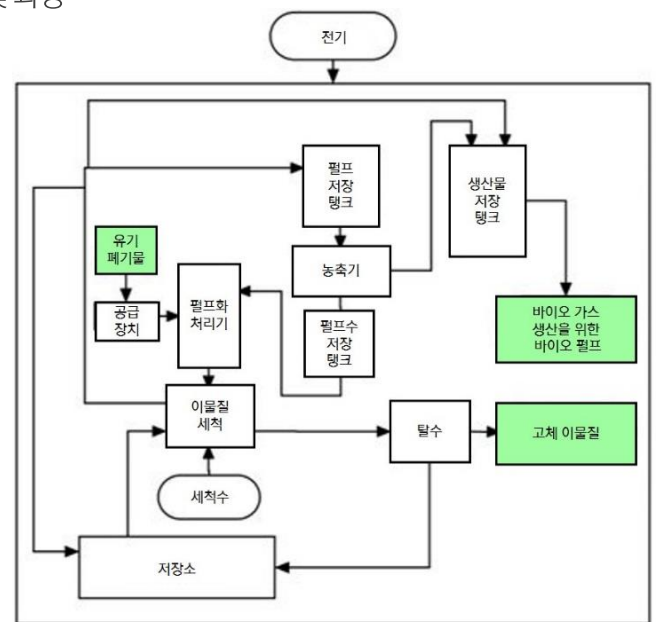 및 과정
전기
펄프
저장
탱크
생산물
저장
탱크
유기
폐기물
농축기
펄프화
처리기
공급
장치
펄프수
저장
탱크
바이오 가스
생산을 위한
바이오 펄프
이물질
세척
탈수
고체 이물질
세척수
저장소